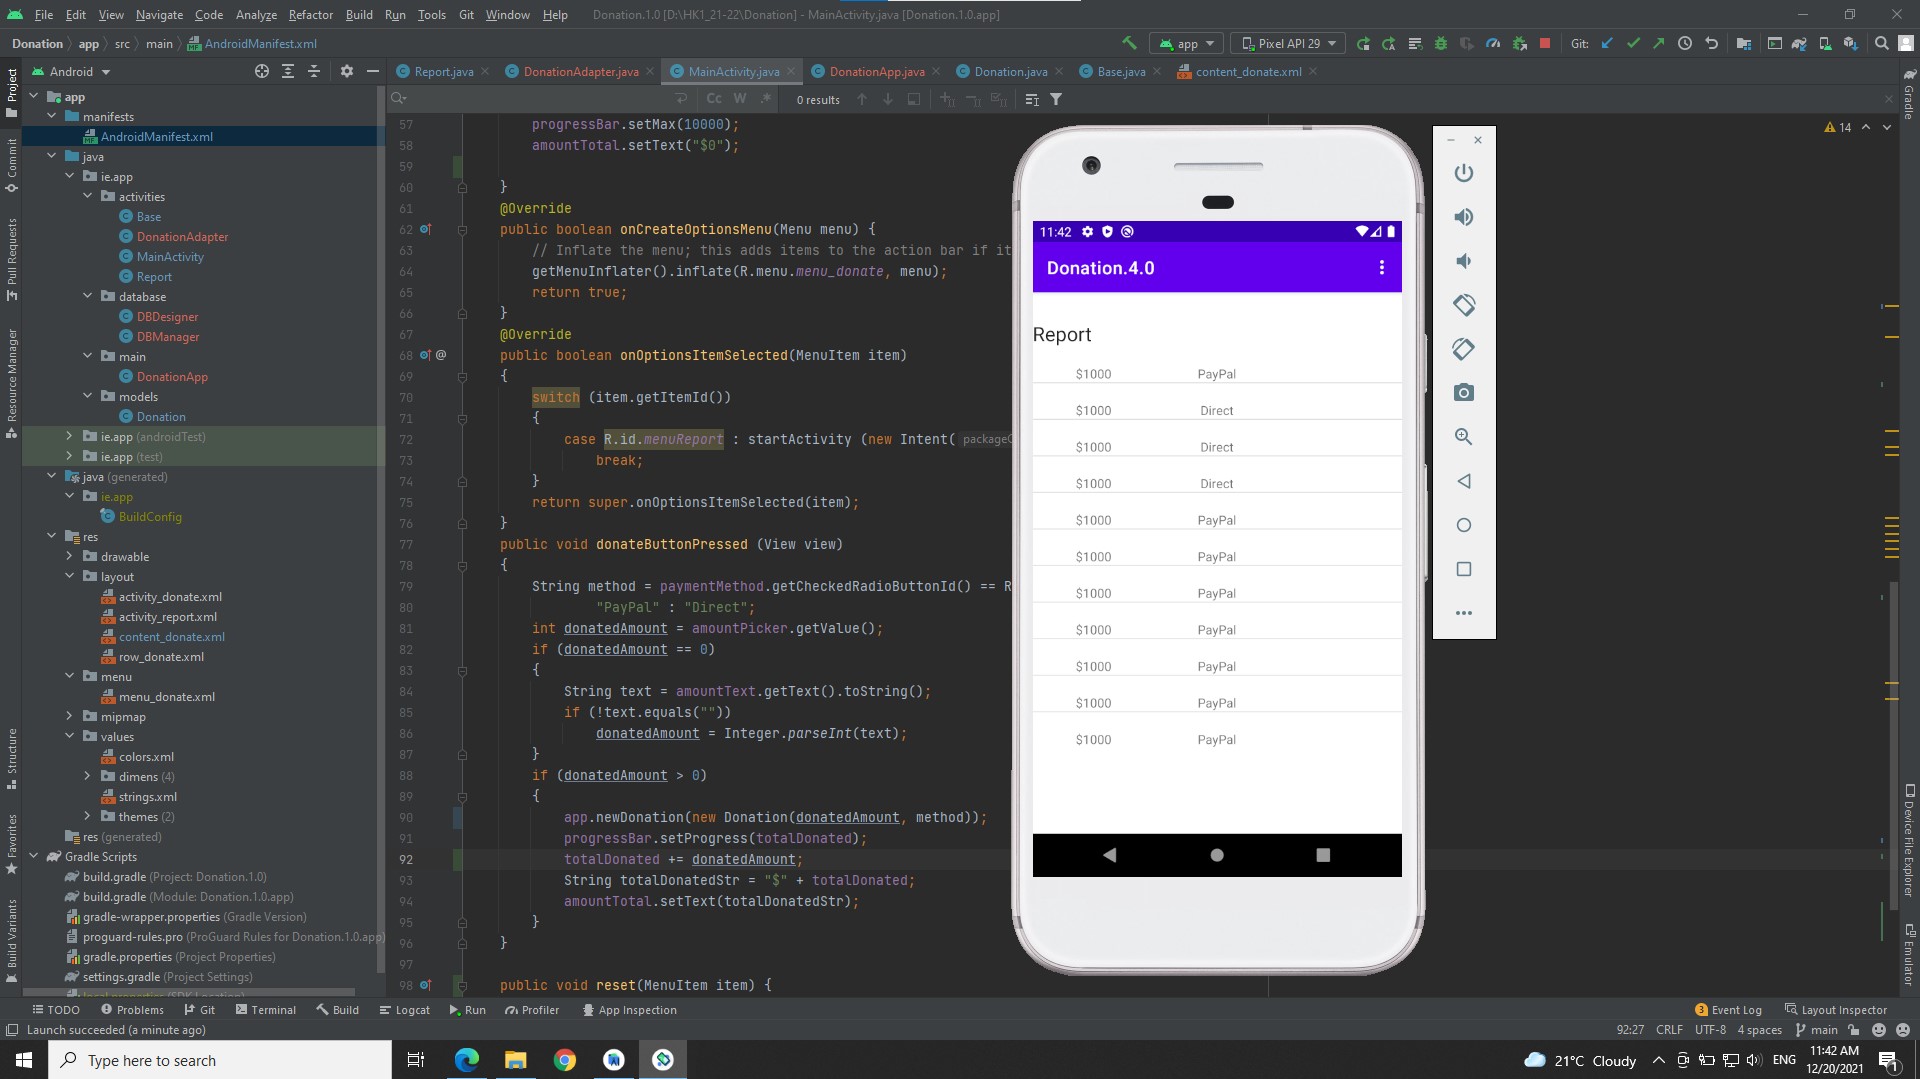 File Edit View Navigate Code Analyze Refactor Build Run Tools Git Window Help Donation.1.0 [D:\HK1_21-22\Donation] - MainActivity.java [Donation.1.0.app]
Donation app src main AndroidManifest.xml app Pixel API 29 Git:
Android Report.java DonationAdapter.java MainActivity.java DonationApp.java Donation.java Base.java content_donate.xml
Cc W .* 0 results
Project
Commit
Pull Requests
Resource Manager
Structure
Favorites
Build Variants
app
manifests
AndroidManifest.xml
java
ie.app
activities
Base
DonationAdapter
MainActivity
Report
database
DBDesigner
DBManager
main
DonationApp
models
Donation
ie.app (androidTest)
ie.app (test)
java (generated)
ie.app
BuildConfig
res
drawable
layout
activity_donate.xml
activity_report.xml
content_donate.xml
row_donate.xml
menu
menu_donate.xml
mipmap
values
colors.xml
dimens (4)
strings.xml
themes (2)
res (generated)
Gradle Scripts
build.gradle (Project: Donation.1.0)
build.gradle (Module: Donation.1.0.app)
gradle-wrapper.properties (Gradle Version)
proguard-rules.pro (ProGuard Rules for Donation.1.0.app)
gradle.properties (Project Properties)
settings.gradle (Project Settings)
57 progressBar.setMax(10000);
58 amountTotal.setText("$0");
59
60 }
61 @Override
62 public boolean onCreateOptionsMenu(Menu menu) {
63 // Inflate the menu; this adds items to the action bar if it
64 getMenuInflater().inflate(R.menu.menu_donate, menu);
65 return true;
66 }
67 @Override
68 @ public boolean onOptionsItemSelected(MenuItem item)
69 {
70 switch (item.getItemId())
71 {
72 case R.id.menuReport : startActivity (new Intent(
73 break;
74 }
75 return super.onOptionsItemSelected(item);
76 }
77 public void donateButtonPressed (View view)
78 {
79 String method = paymentMethod.getCheckedRadioButtonId() == R
80 "PayPal" : "Direct";
81 int donatedAmount = amountPicker.getValue();
82 if (donatedAmount == 0)
83 {
84 String text = amountText.getText().toString();
85 if (!text.equals(""))
86 donatedAmount = Integer.parseInt(text);
87 }
88 if (donatedAmount > 0)
89 {
90 app.newDonation(new Donation(donatedAmount, method));
91 progressBar.setProgress(totalDonated);
92 totalDonated += donatedAmount;
93 String totalDonatedStr = "$" + totalDonated;
94 amountTotal.setText(totalDonatedStr);
95 }
96 }
97
98 public void reset(MenuItem item) {
14
11:42
Donation.4.0
Report
$1000 PayPal
$1000 Direct
$1000 Direct
$1000 Direct
$1000 PayPal
$1000 PayPal
$1000 PayPal
$1000 PayPal
$1000 PayPal
$1000 PayPal
$1000 PayPal
Gradle
Device File Explorer
Emulator
TODO Problems Git Terminal Build Logcat Run Profiler App Inspection 3 Event Log Layout Inspector
Launch succeeded (a minute ago) 92:27 CRLF UTF-8 4 spaces main
Type here to search 21°C Cloudy ENG 11:42 AM
12/20/2021
1